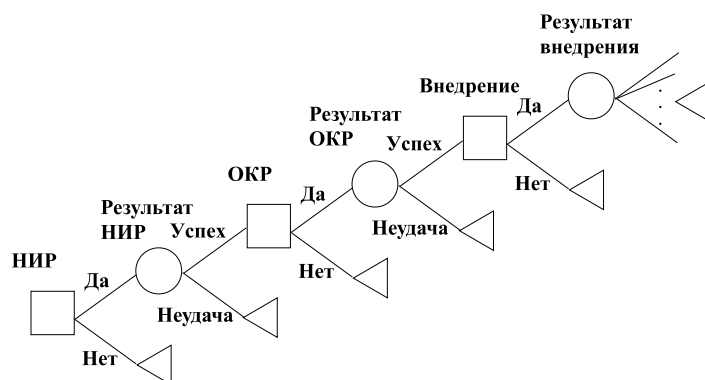 Результат
внедрения
Внедрение
Да
Результат
ОКР
Успех
Нет
ОКР
Да
Неудача
Результат
НИР
Успех
Нет
НИР
Да
Неудача
Нет